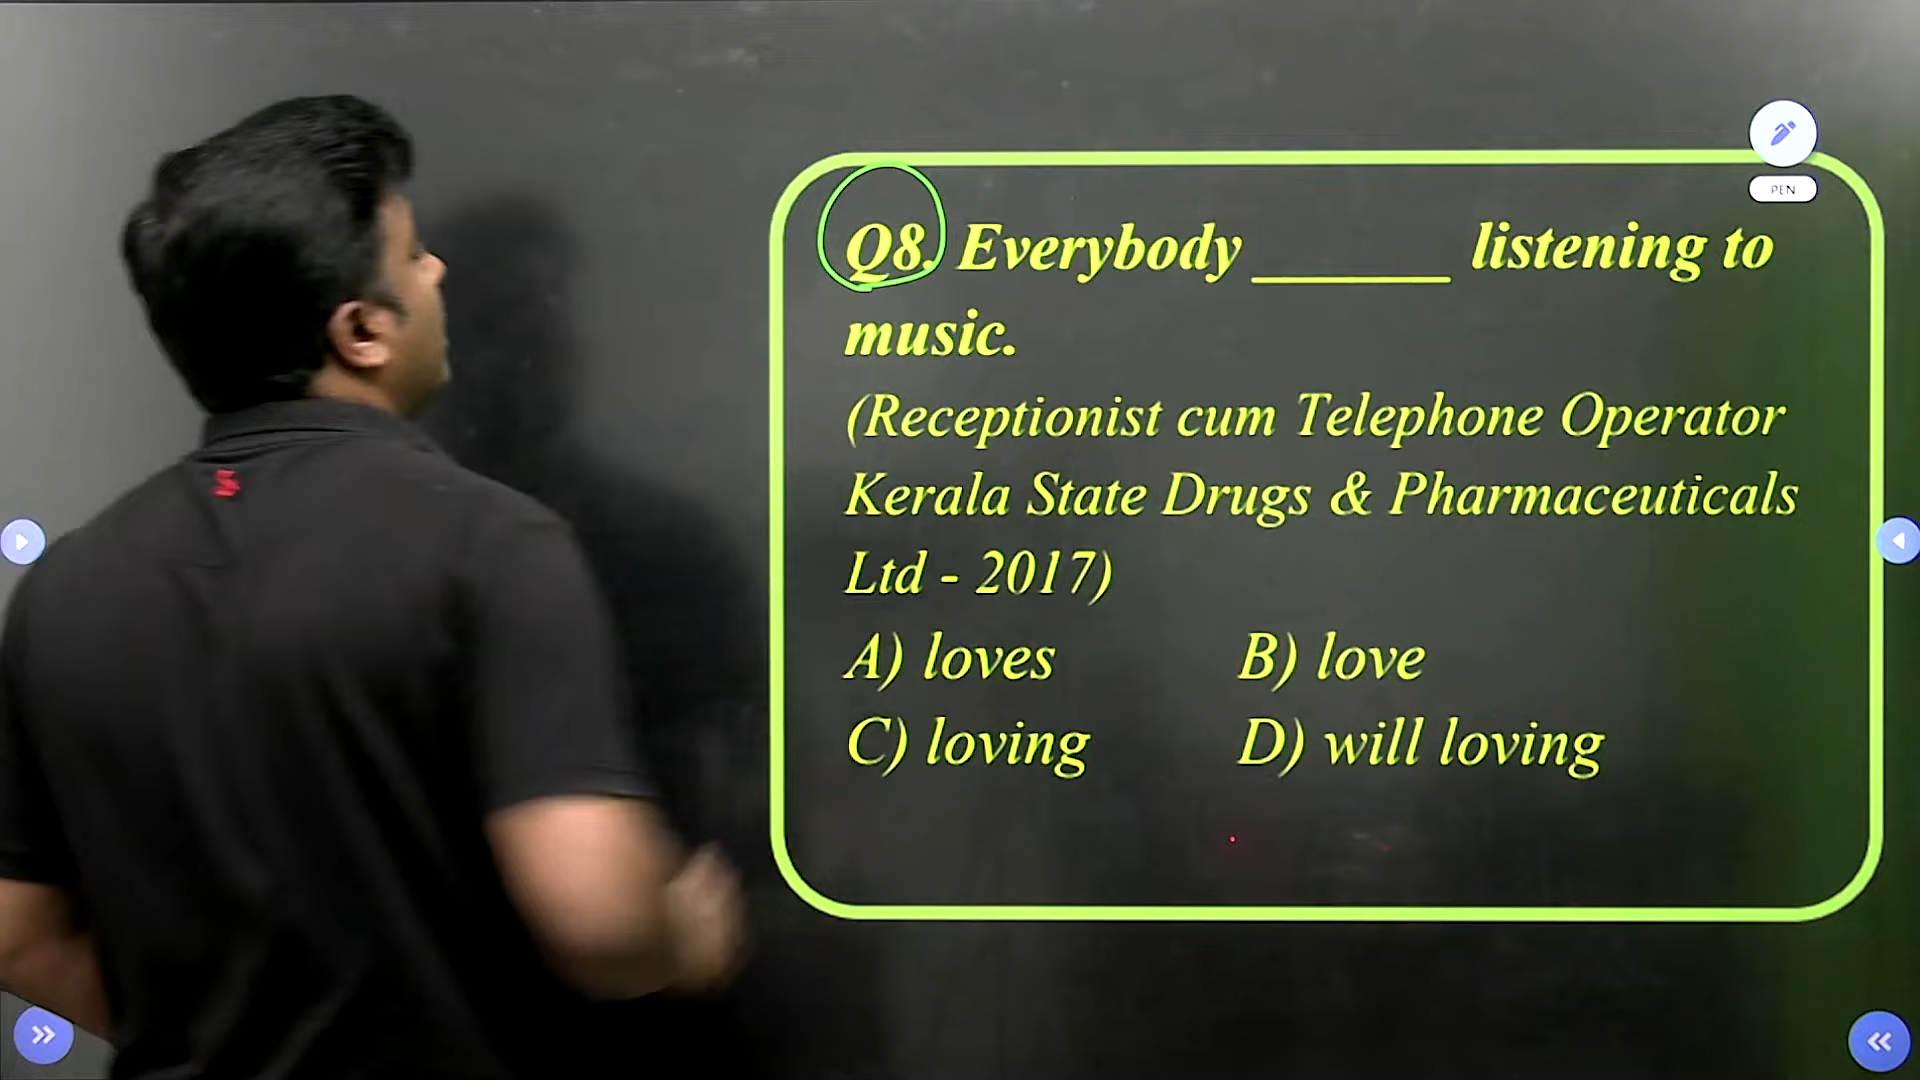 PEN
Q8. Everybody ______ listening to
music.
(Receptionist cum Telephone Operator
Kerala State Drugs & Pharmaceuticals
Ltd - 2017)
A) loves B) love
C) loving D) will loving
S